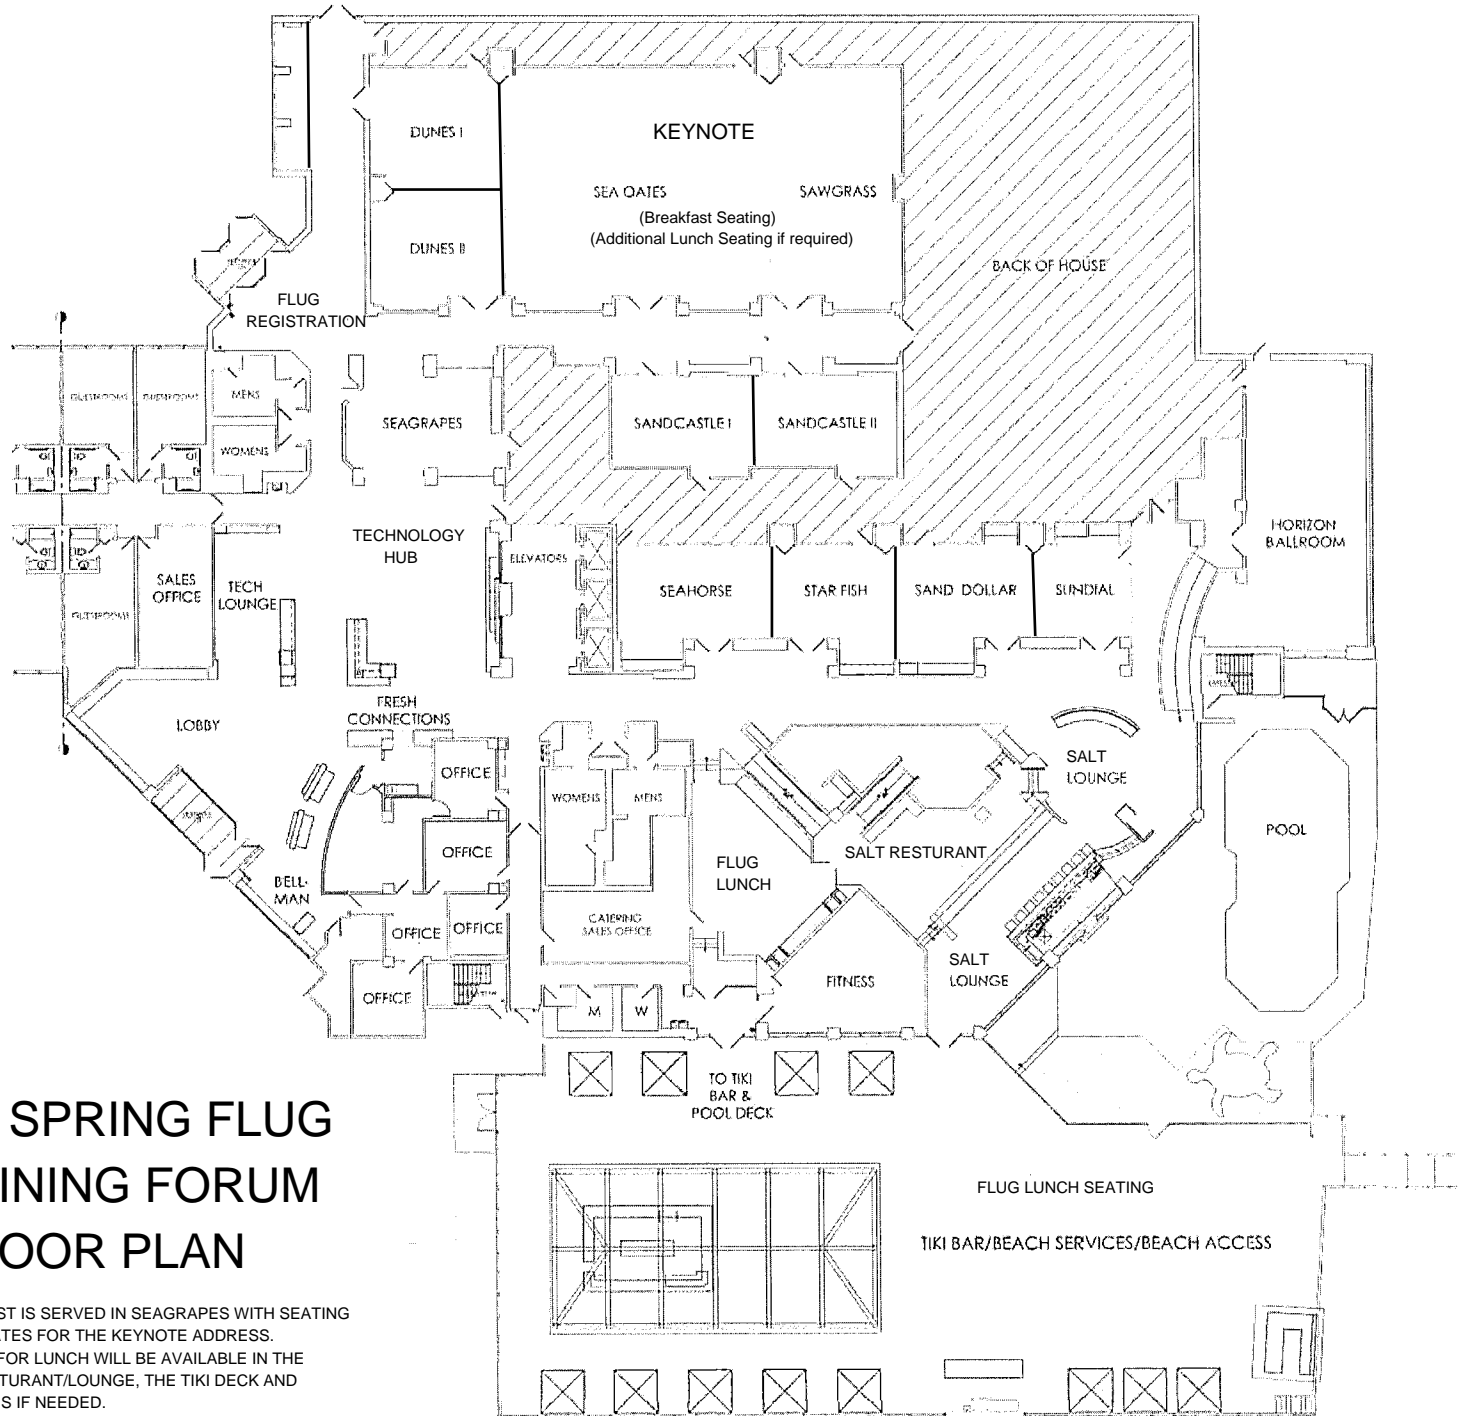 DUNES I
KEYNOTE
SEA OATES
SAWGRASS
(Breakfast Seating)
(Additional Lunch Seating if required)
DUNES II
BACK OF HOUSE
FLUG
REGISTRATION
GUESTROOMS
GUESTROOMS
MENS
WOMENS
SEAGRAPES
SANDCASTLE I
SANDCASTLE II
HORIZON
BALLROOM
TECHNOLOGY
HUB
ELEVATORS
SALES
OFFICE
TECH
LOUNGE
GUESTROOMS
SEAHORSE
STAR FISH
SAND DOLLAR
SUNDIAL
LOBBY
FRESH
CONNECTIONS
OFFICE
WOMENS
MENS
SALT
LOUNGE
POOL
OFFICE
FLUG
LUNCH
SALT RESTURANT
BELL-
MAN
OFFICE
OFFICE
CATERING
SALES OFFICE
SALT
LOUNGE
FITNESS
OFFICE
M
W
TO TIKI
BAR &
POOL DECK
SPRING FLUG
INING FORUM
OOR PLAN
FLUG LUNCH SEATING
TIKI BAR/BEACH SERVICES/BEACH ACCESS
ST IS SERVED IN SEAGRAPES WITH SEATING
ATES FOR THE KEYNOTE ADDRESS.
FOR LUNCH WILL BE AVAILABLE IN THE
TURANT/LOUNGE, THE TIKI DECK AND
S IF NEEDED.